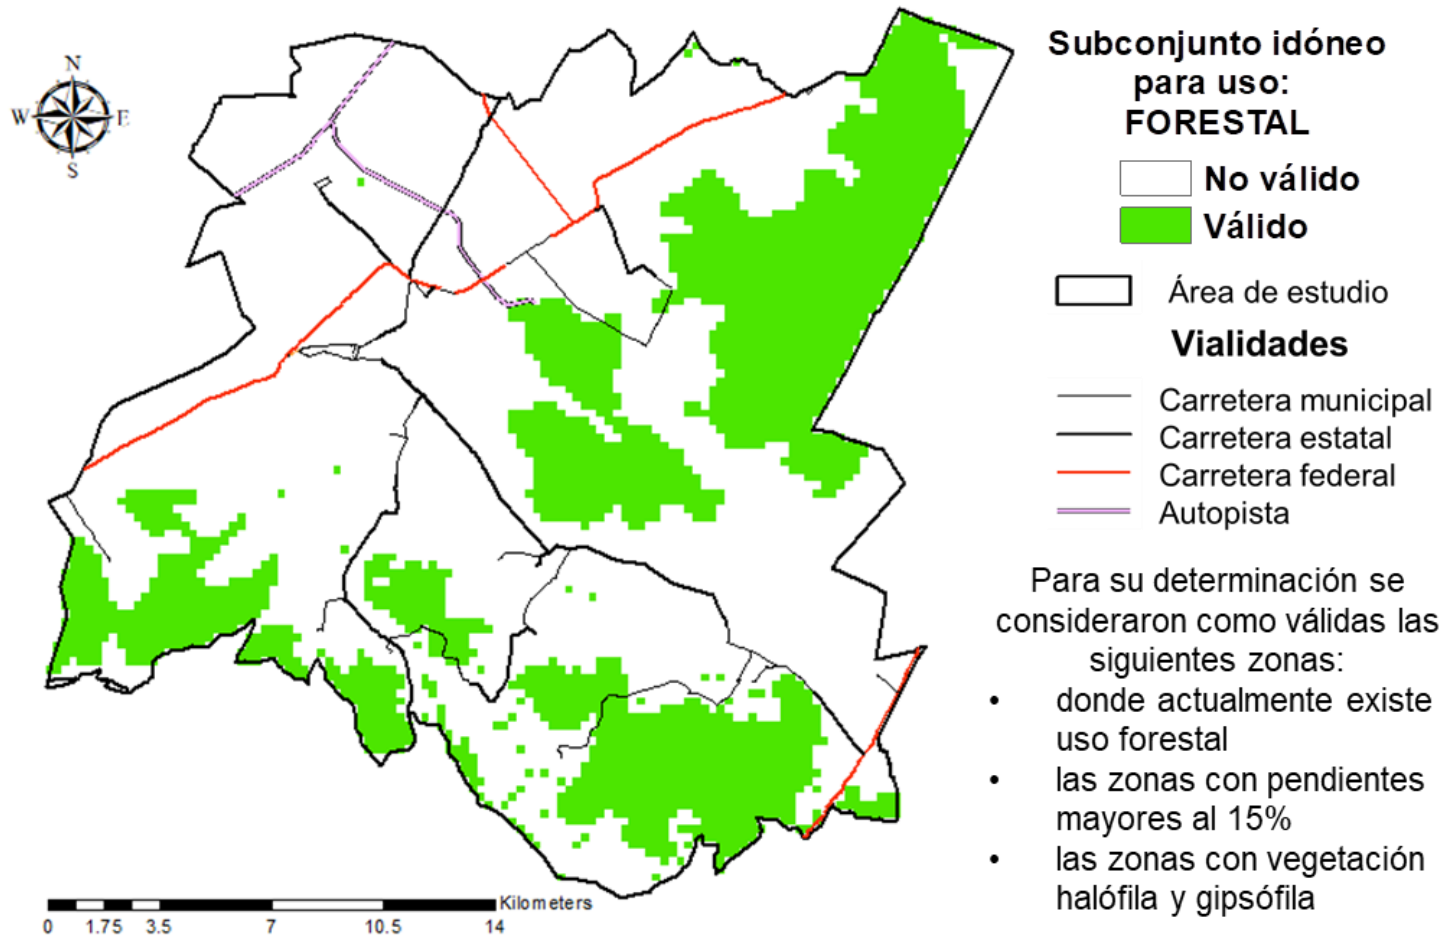 N
W
E
S
Subconjunto idóneo
para uso:
FORESTAL
No válido
Válido
Área de estudio
Vialidades
Carretera municipal
Carretera estatal
Carretera federal
Autopista
Para su determinación se
consideraron como válidas las
siguientes zonas:
• donde actualmente existe
uso forestal
• las zonas con pendientes
mayores al 15%
• las zonas con vegetación
halófila y gipsófila
Kilometers
0 1.75 3.5 7 10.5 14